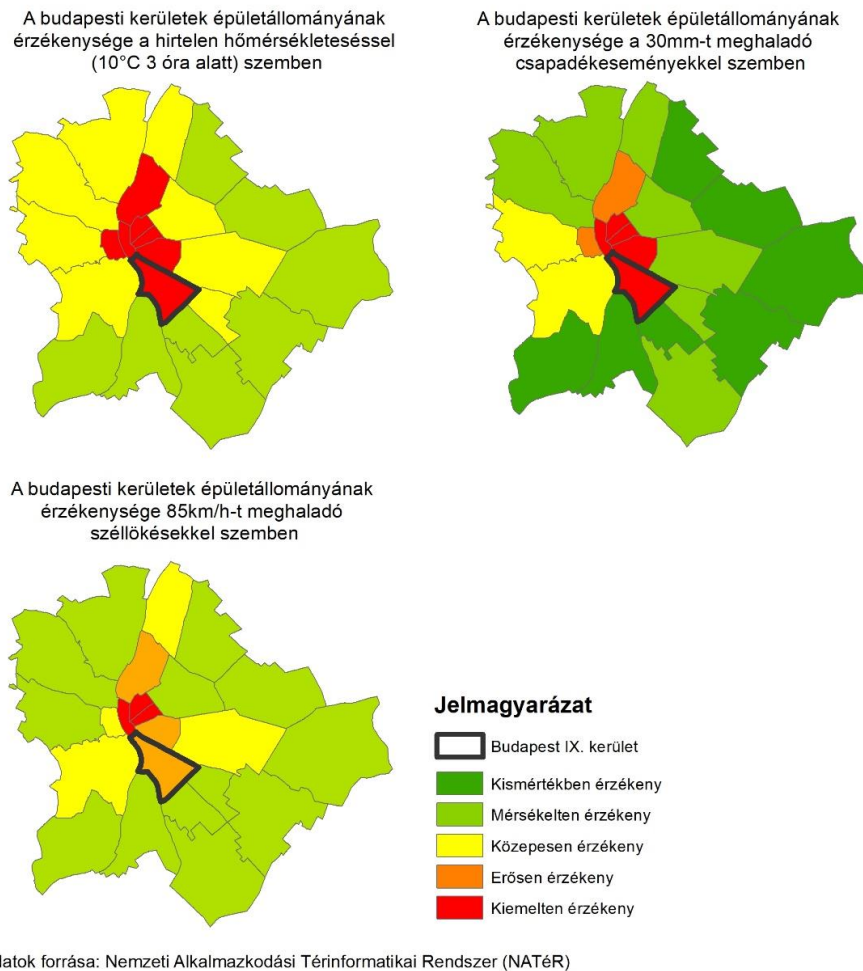 A budapesti kerületek épületállományának
érzékenysége a hirtelen hőmérsékleteséssel
(10°C 3 óra alatt) szemben
A budapesti kerületek épületállományának
érzékenysége a 30mm-t meghaladó
csapadékeseményekkel szemben
A budapesti kerületek épületállományának
érzékenysége 85km/h-t meghaladó
széllökésekkel szemben
Jelmagyarázat
Budapest IX. kerület
Kismértékben érzékeny
Mérsékelten érzékeny
Közepesen érzékeny
Erősen érzékeny
Kiemelten érzékeny
latok forrása: Nemzeti Alkalmazkodási Térinformatikai Rendszer (NATéR)